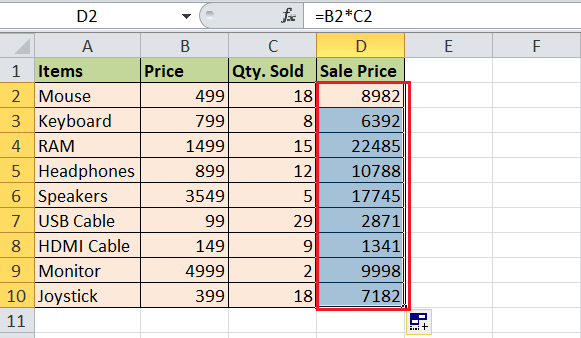 D2 fx =B2*C2
A B C D E F
1 Items Price Qty. Sold Sale Price
2 Mouse 499 18 8982
3 Keyboard 799 8 6392
4 RAM 1499 15 22485
5 Headphones 899 12 10788
6 Speakers 3549 5 17745
7 USB Cable 99 29 2871
8 HDMI Cable 149 9 1341
9 Monitor 4999 2 9998
10 Joystick 399 18 7182
11